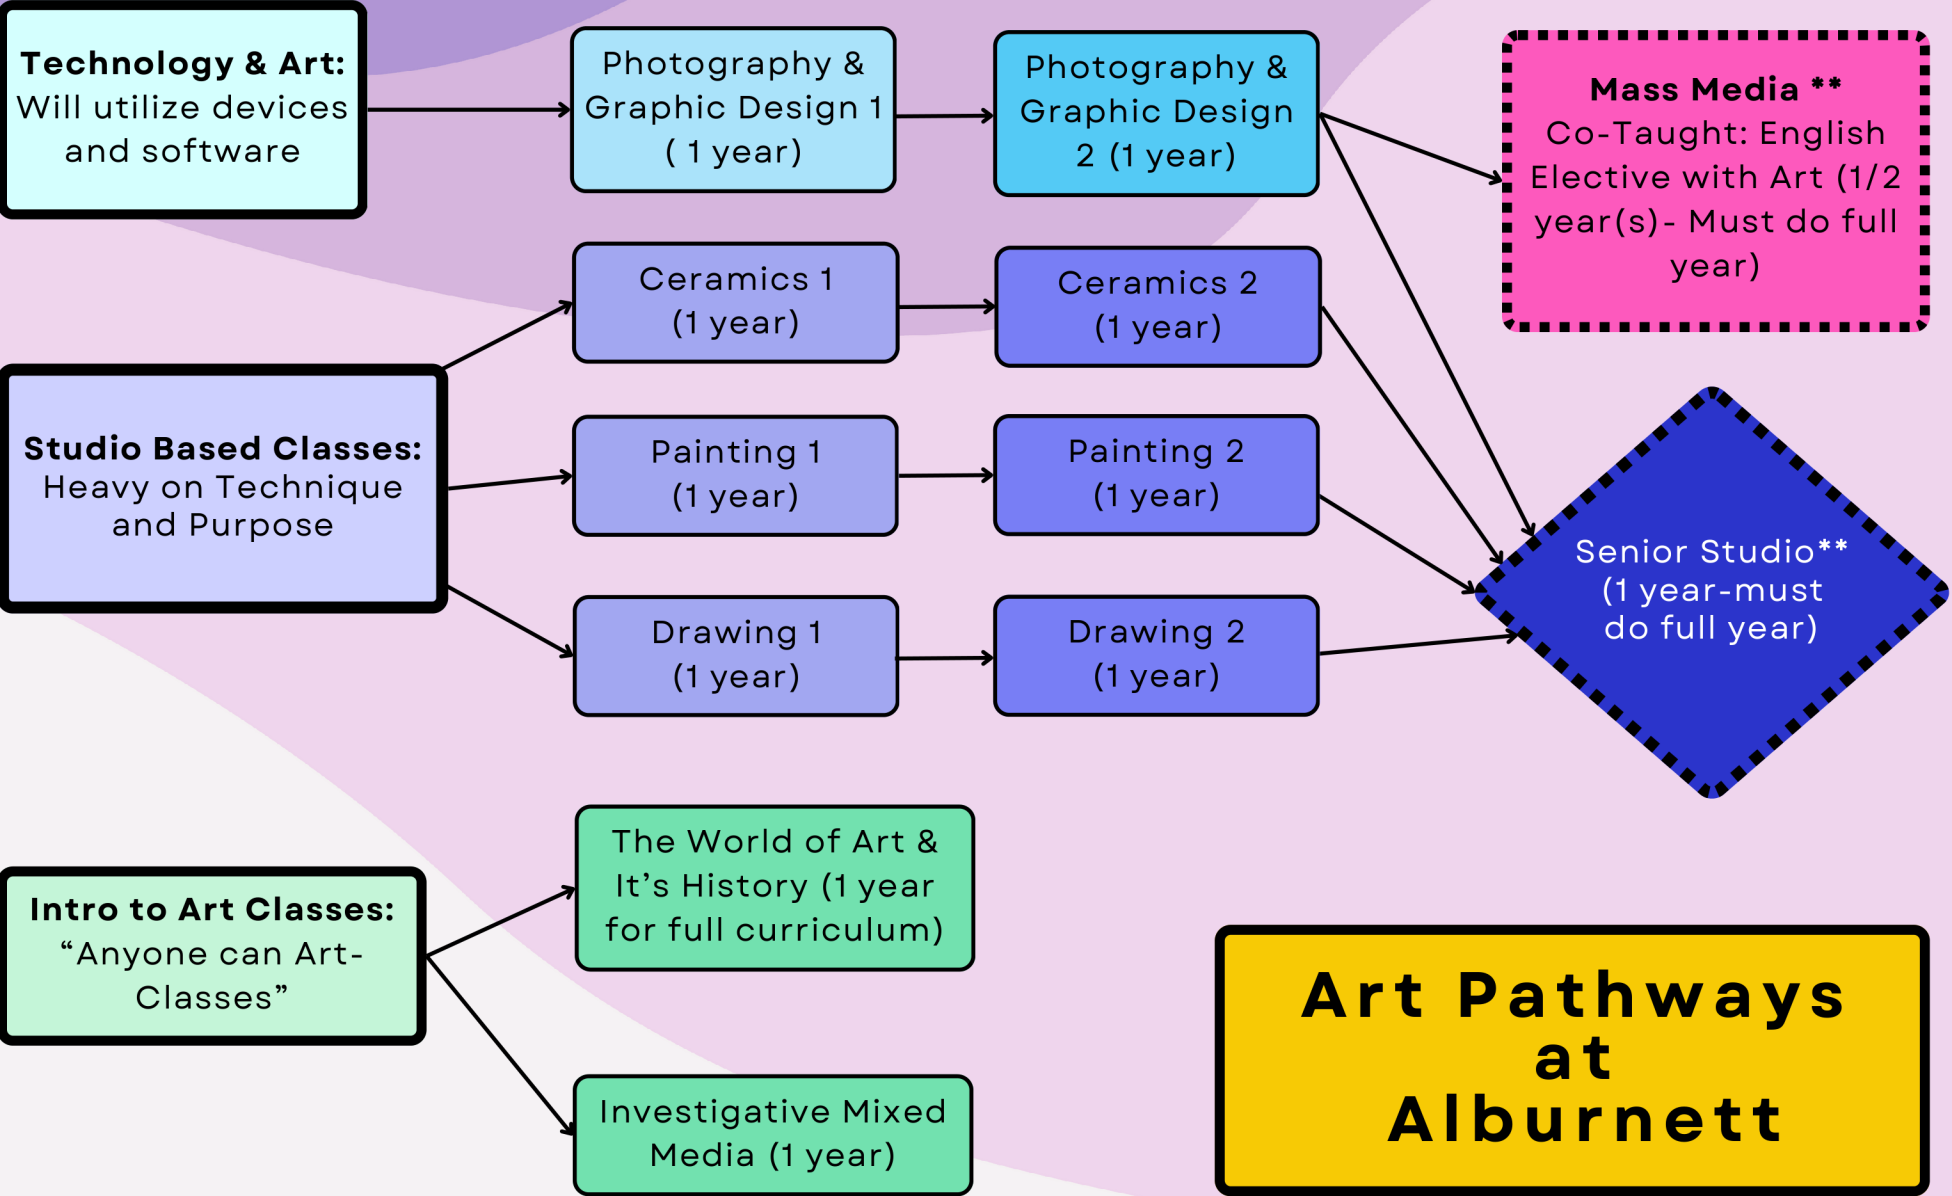 Technology & Art:
Will utilize devices
and software
Photography &
Graphic Design 1
( 1 year)
Photography &
Graphic Design
2 (1 year)
Mass Media **
Co-Taught: English
Elective with Art (1/2
year(s)- Must do full
year)
Studio Based Classes:
Heavy on Technique
and Purpose
Ceramics 1
(1 year)
Ceramics 2
(1 year)
Painting 1
(1 year)
Painting 2
(1 year)
Drawing 1
(1 year)
Drawing 2
(1 year)
Senior Studio**
(1 year-must
do full year)
Intro to Art Classes:
“Anyone can Art-
Classes”
The World of Art &
It’s History (1 year
for full curriculum)
Investigative Mixed
Media (1 year)
Art Pathways
at
Alburnett